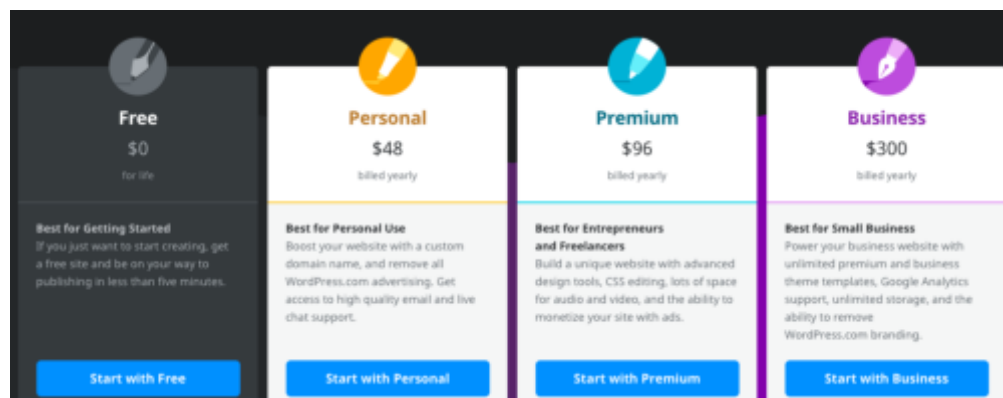 Free
$0
for life
Best for Getting Started
If you just want to start creating, get
a free site and be on your way to
publishing in less than five minutes.
Start with Free
Personal
$48
billed yearly
Best for Personal Use
Boost your website with a custom
domain name, and remove all
WordPress.com advertising. Get
access to high quality email and live
chat support.
Start with Personal
Premium
$96
billed yearly
Best for Entrepreneurs
and Freelancers
Build a unique website with advanced
design tools, CSS editing, lots of space
for audio and video, and the ability to
monetize your site with ads.
Start with Premium
Business
$300
billed yearly
Best for Small Business
Power your business website with
unlimited premium and business
theme templates, Google Analytics
support, unlimited storage, and the
ability to remove
WordPress.com branding.
Start with Business